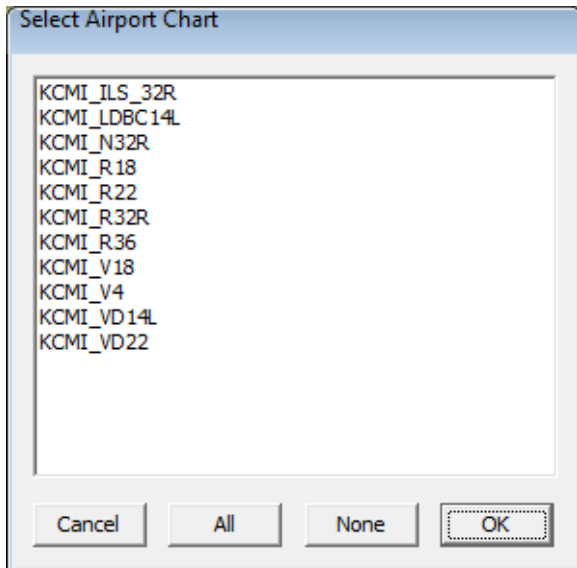 Select Airport Chart
KCMI_ILS_32R
KCMI_LDBC14L
KCMI_N32R
KCMI_R18
KCMI_R22
KCMI_R32R
KCMI_R36
KCMI_V18
KCMI_V4
KCMI_VD14L
KCMI_VD22
Cancel All None OK